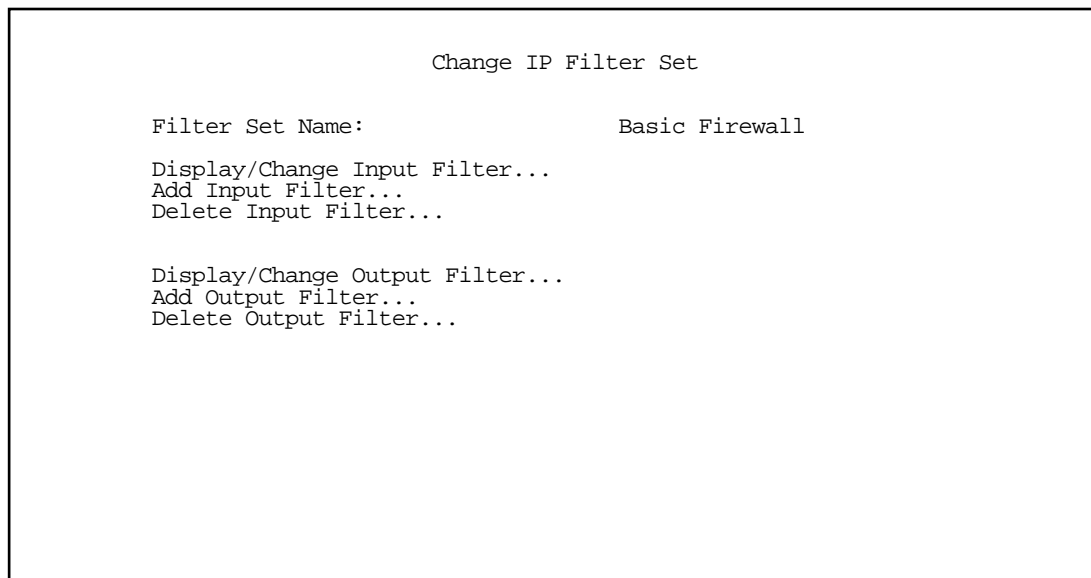 Change IP Filter Set
Filter Set Name: Basic Firewall
Display/Change Input Filter...
Add Input Filter...
Delete Input Filter...
Display/Change Output Filter...
Add Output Filter...
Delete Output Filter...